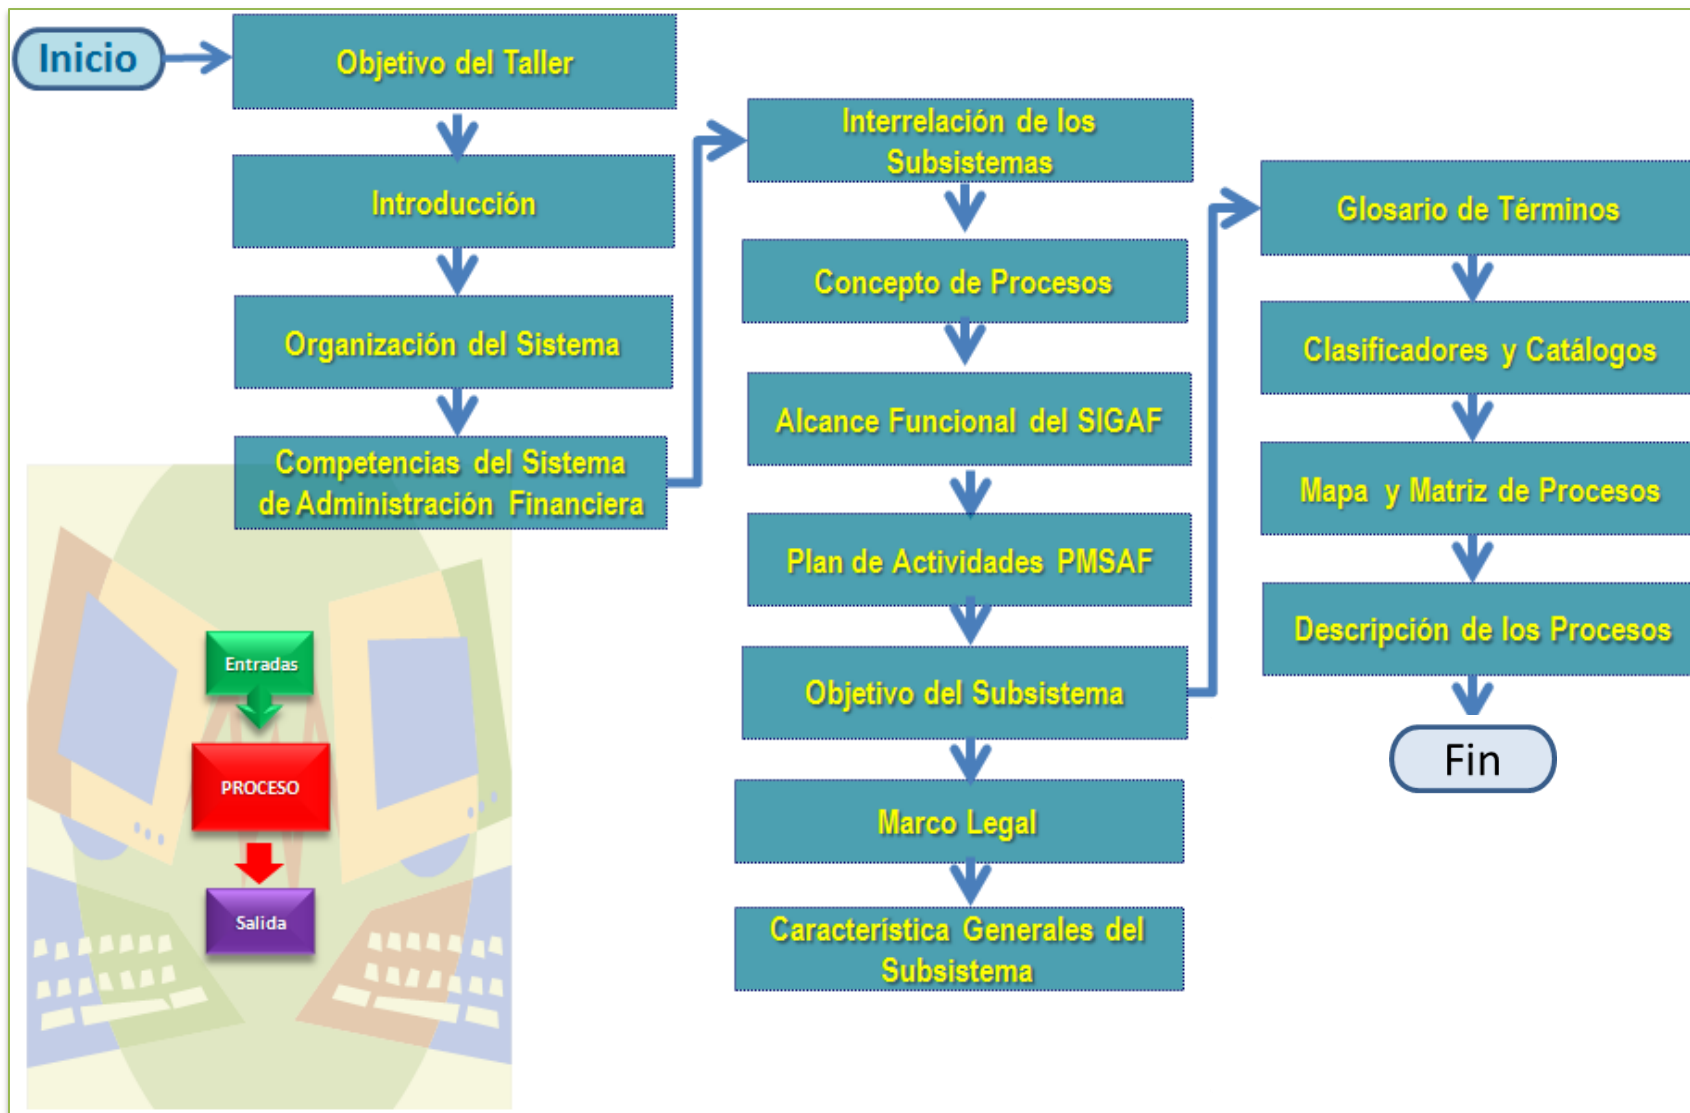 Inicio
Objetivo del Taller
Introducción
Organización del Sistema
Competencias del Sistema
de Administración Financiera
Entradas
PROCESO
Salida
Interrelación de los
Subsistemas
Concepto de Procesos
Alcance Funcional del SIGAF
Plan de Actividades PMSAF
Objetivo del Subsistema
Marco Legal
Característica Generales del
Subsistema
Glosario de Términos
Clasificadores y Catálogos
Mapa y Matriz de Procesos
Descripción de los Procesos
Fin